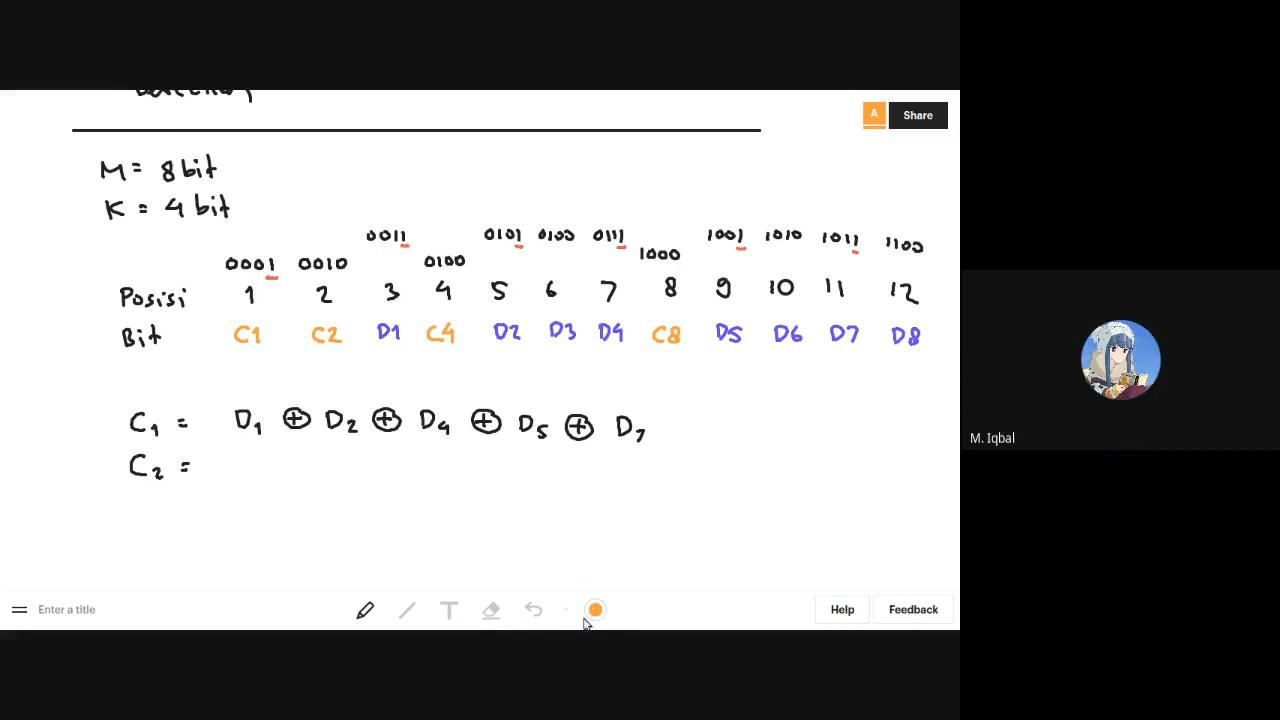 A Share
M = 8 bit
K = 4 bit
0011 0101 0100 0111 1001 1010 1011 1100
0001 0010 0100 1000
Posisi 1 2 3 4 5 6 7 8 9 10 11 12
Bit C1 C2 D1 C4 D2 D3 D4 C8 D5 D6 D7 D8
C1 = D1 ⊕ D2 ⊕ D4 ⊕ D5 ⊕ D7
C2 =
M. Iqbal
Enter a title T Help Feedback